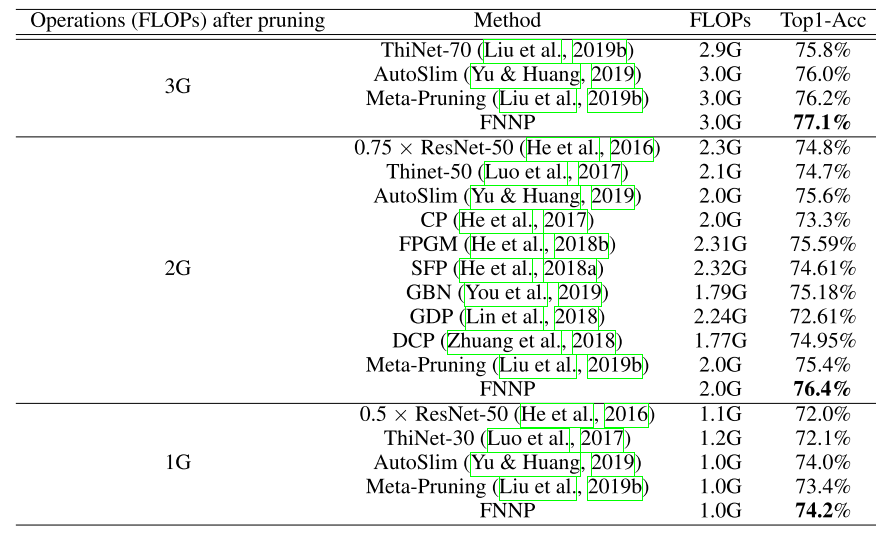 Operations (FLOPs) after pruning Method FLOPs Top1-Acc
ThiNet-70 (Liu et al., 2019b) 2.9G 75.8%
AutoSlim (Yu & Huang, 2019) 3.0G 76.0%
3G
Meta-Pruning (Liu et al., 2019b) 3.0G 76.2%
FNNP 3.0G 77.1%
0.75 × ResNet-50 (He et al., 2016) 2.3G 74.8%
Thinet-50 (Luo et al., 2017) 2.1G 74.7%
AutoSlim (Yu & Huang, 2019) 2.0G 75.6%
CP (He et al., 2017) 2.0G 73.3%
FPGM (He et al., 2018b) 2.31G 75.59%
2G SFP (He et al., 2018a) 2.32G 74.61%
GBN (You et al., 2019) 1.79G 75.18%
GDP (Lin et al., 2018) 2.24G 72.61%
DCP (Zhuang et al., 2018) 1.77G 74.95%
Meta-Pruning (Liu et al., 2019b) 2.0G 75.4%
FNNP 2.0G 76.4%
0.5 × ResNet-50 (He et al., 2016) 1.1G 72.0%
ThiNet-30 (Luo et al., 2017) 1.2G 72.1%
1G AutoSlim (Yu & Huang, 2019) 1.0G 74.0%
Meta-Pruning (Liu et al., 2019b) 1.0G 73.4%
FNNP 1.0G 74.2%